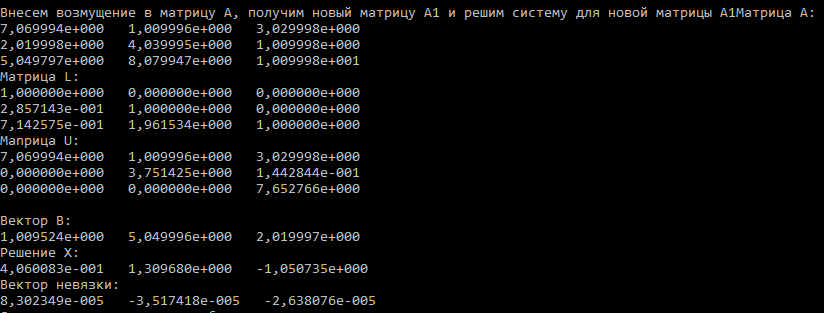 Внесем возмущение в матрицу А, получим новый матрицу А1 и решим систему для новой матрицы А1Матрица А:
7,069994e+000 1,009996e+000 3,029998e+000
2,019998e+000 4,039995e+000 1,009998e+000
5,049797e+000 8,079947e+000 1,009998e+001
Матрица L:
1,000000e+000 0,000000e+000 0,000000e+000
2,857143e-001 1,000000e+000 0,000000e+000
7,142575e-001 1,961534e+000 1,000000e+000
Маnрица U:
7,069994e+000 1,009996e+000 3,029998e+000
0,000000e+000 3,751425e+000 1,442844e-001
0,000000e+000 0,000000e+000 7,652766e+000
Вектор В:
1,009524e+000 5,049996e+000 2,019997e+000
Решение Х:
4,060083e-001 1,309680e+000 -1,050735e+000
Вектор невязки:
8,302349e-005 -3,517418e-005 -2,638076e-005